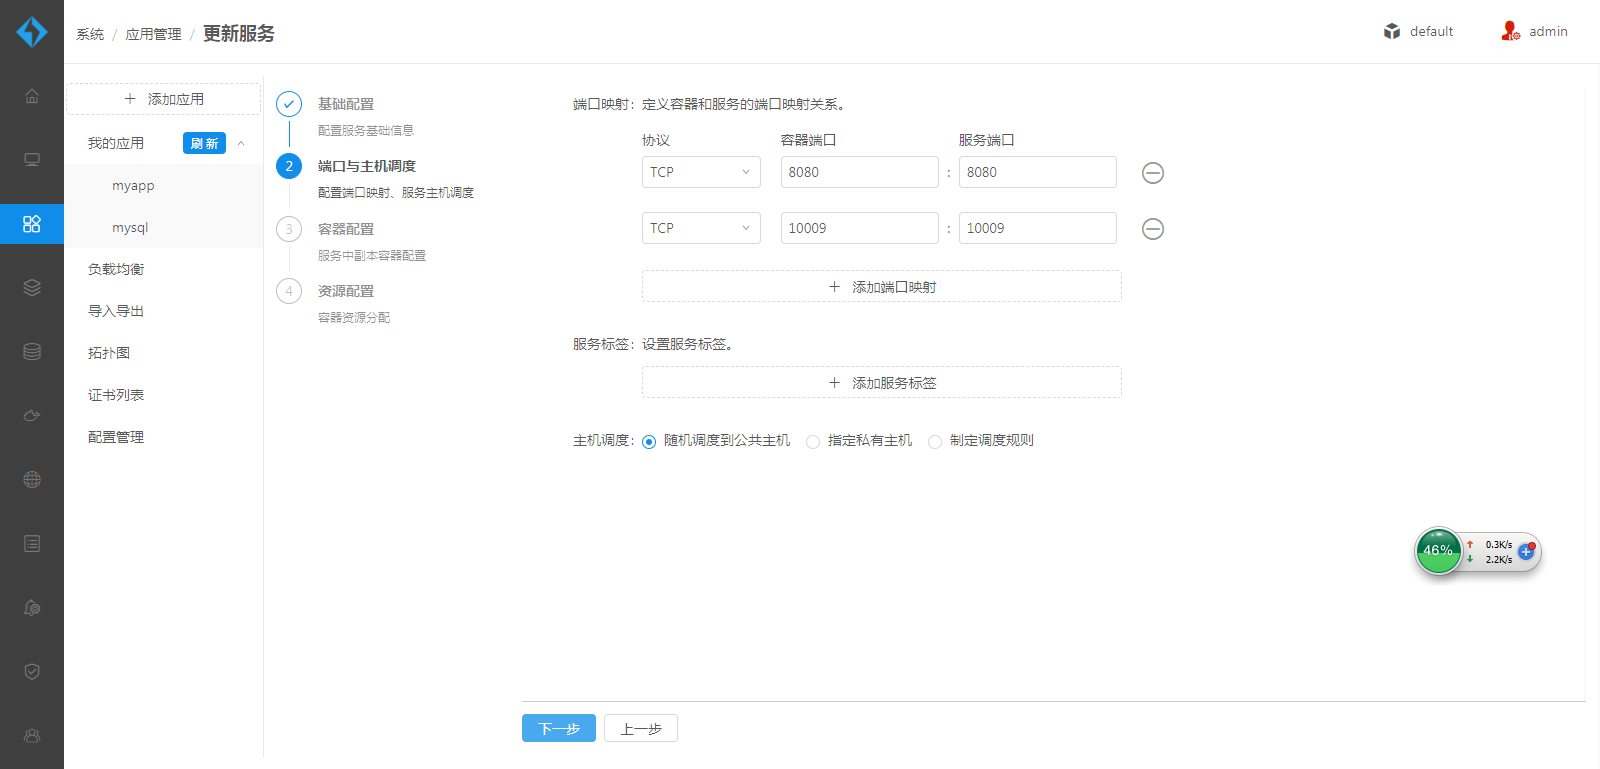 系统 / 应用管理 / 更新服务
default
admin
+ 添加应用
我的应用 刷新
myapp
mysql
负载均衡
导入导出
拓扑图
证书列表
配置管理
基础配置
配置服务基础信息
2 端口与主机调度
配置端口映射、服务主机调度
3 容器配置
服务中副本容器配置
4 资源配置
容器资源分配
端口映射: 定义容器和服务的端口映射关系。
协议 容器端口 服务端口
TCP 8080 : 8080
TCP 10009 : 10009
+ 添加端口映射
服务标签: 设置服务标签。
+ 添加服务标签
主机调度: 随机调度到公共主机 指定私有主机 制定调度规则
46%
↑ 0.3K/s
↓ 2.2K/s
下一步 上一步